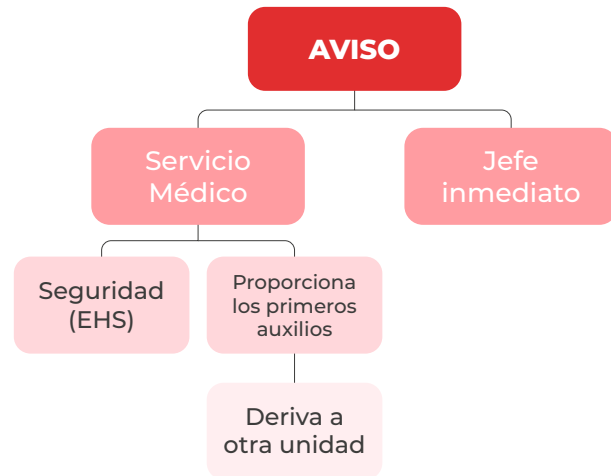 AVISO
Servicio
Médico
Jefe
inmediato
Seguridad
(EHS)
Proporciona
los primeros
auxilios
Deriva a
otra unidad